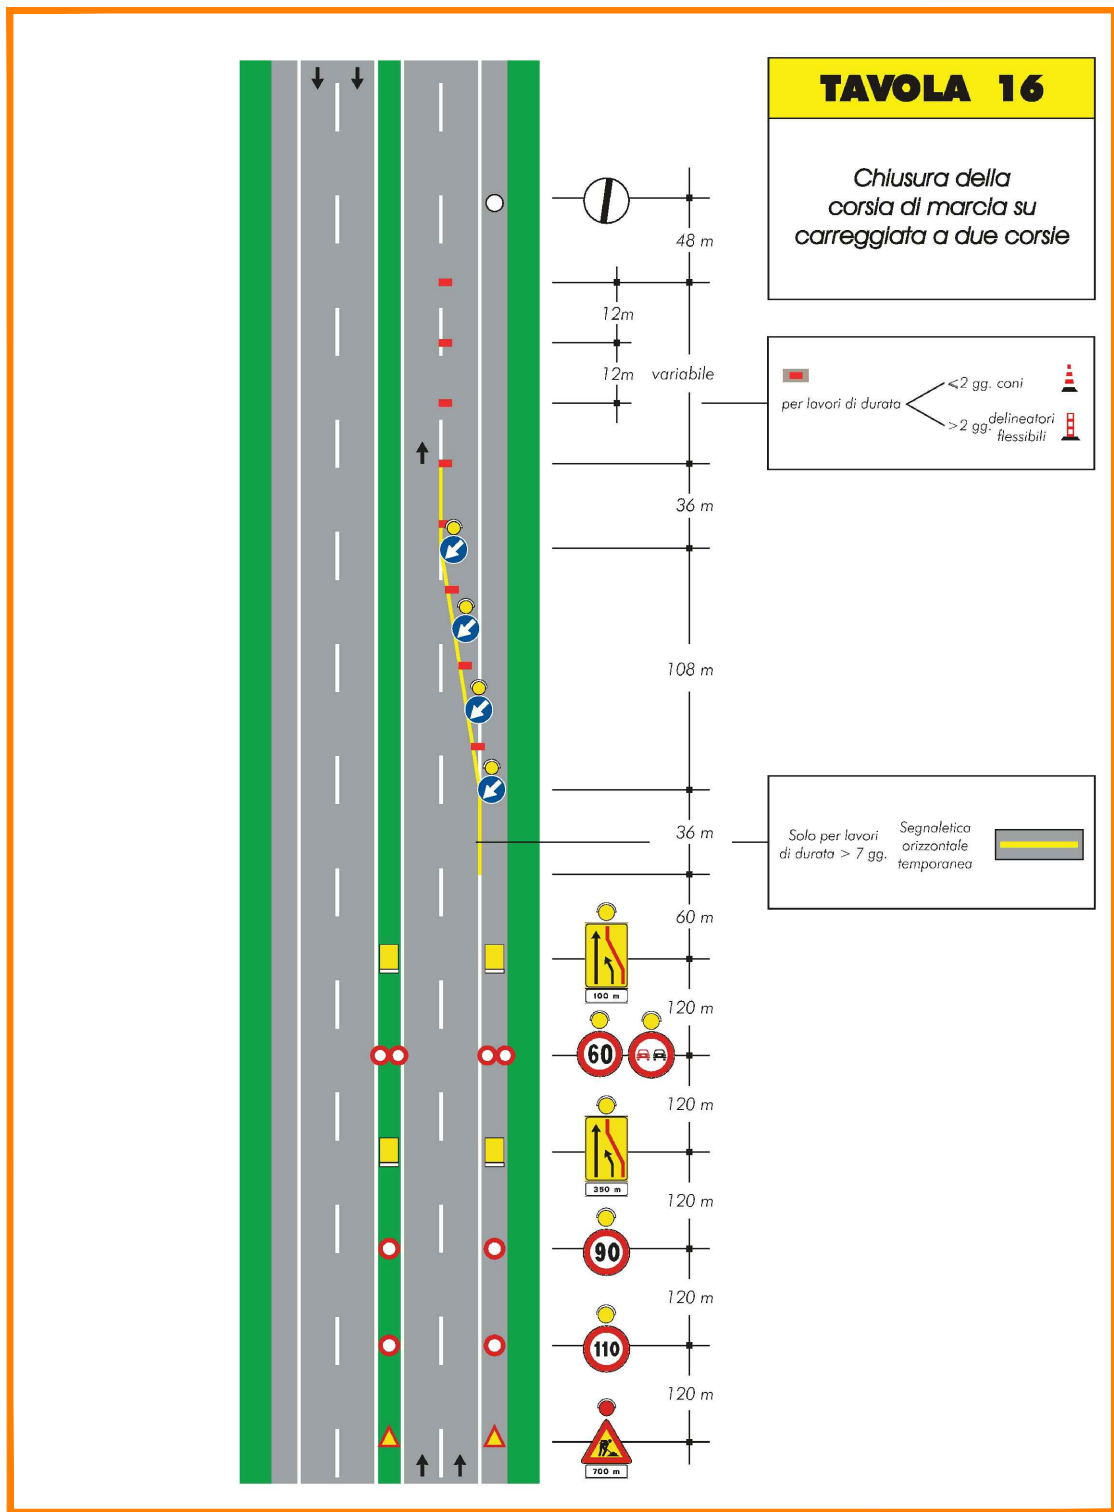 TAVOLA 16
Chiusura della
corsia di marcia su
carreggiata a due corsie
48 m
12m
12m
variabile
per lavori di durata
⩽2 gg. coni
>2 gg. delineatori
flessibili
36 m
108 m
36 m
Solo per lavori
di durata > 7 gg.
Segnaletica
orizzontale
temporanea
60 m
100 m
120 m
60
120 m
350 m
120 m
90
120 m
110
120 m
700 m